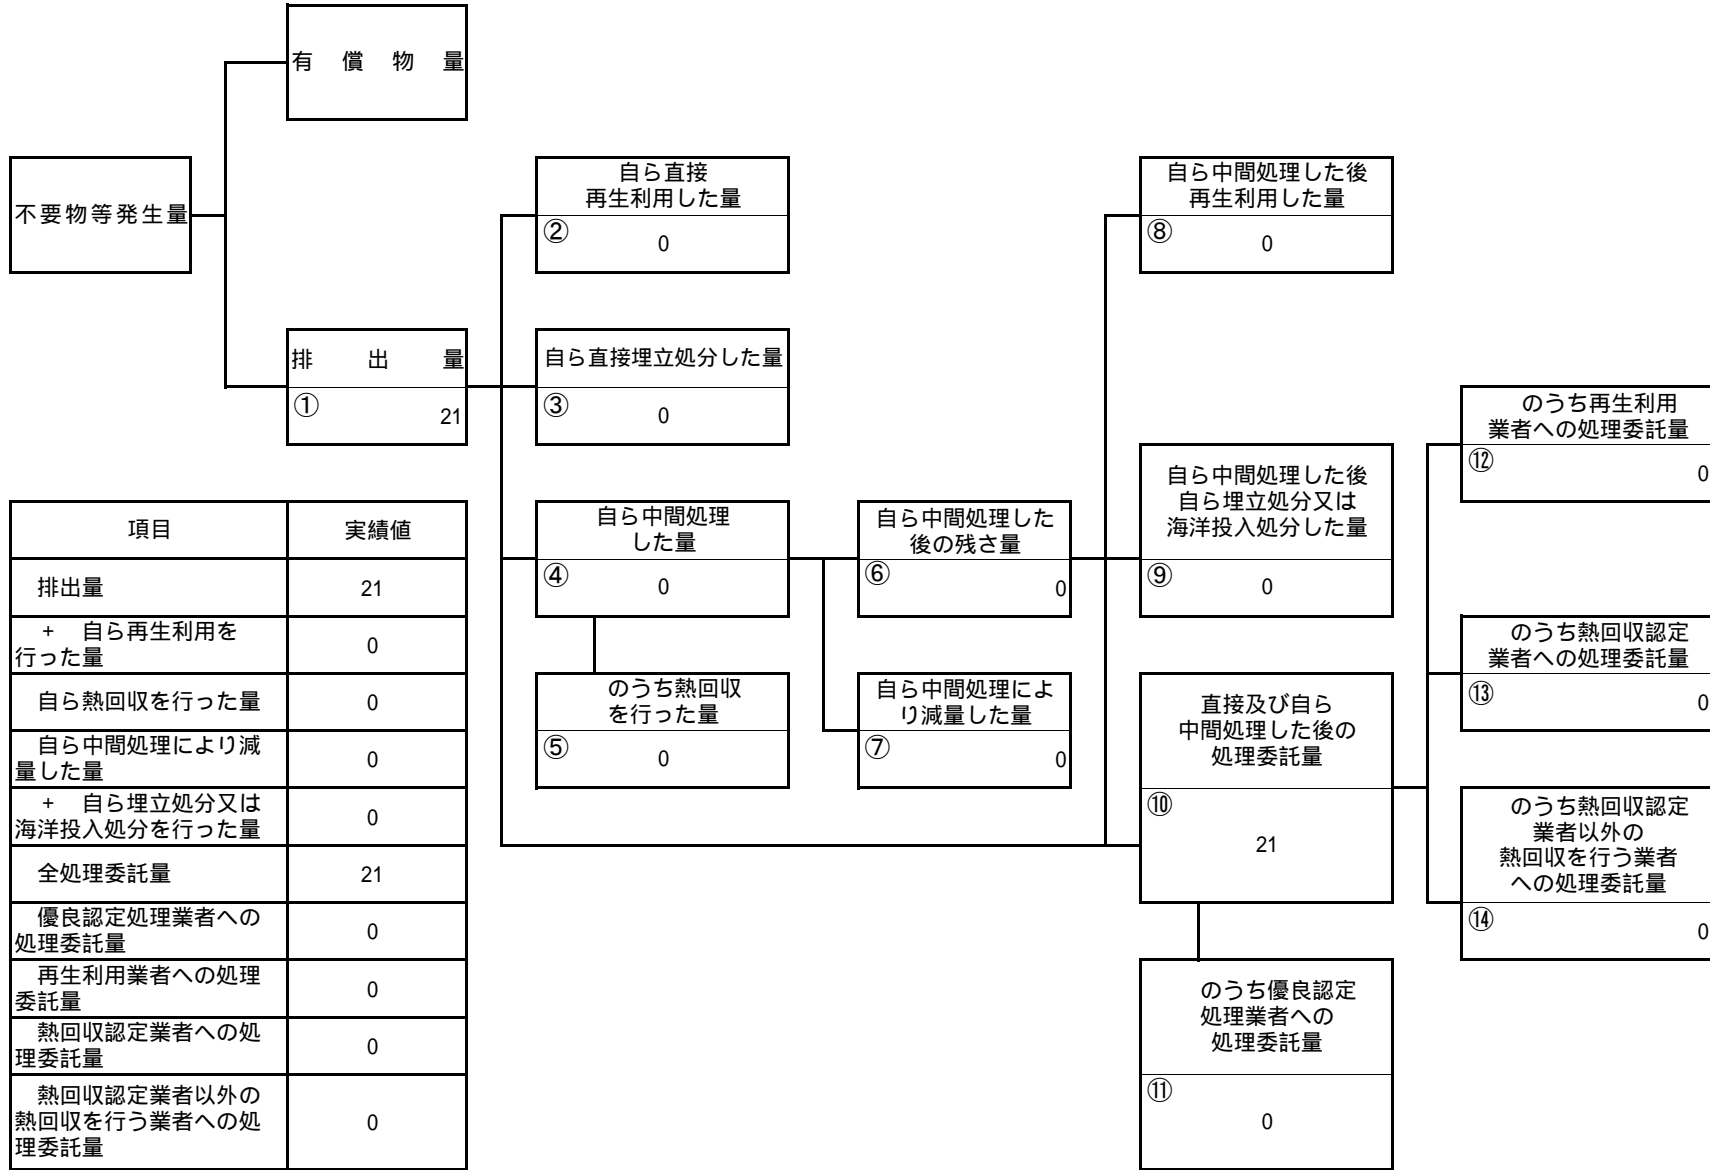 有償物量
不要物等発生量
自ら直接
再生利用した量
②
0
自ら中間処理した後
再生利用した量
⑧
0
排出量
①
21
自ら直接埋立処分した量
③
0
のうち再生利用
業者への処理委託量
⑫
0
自ら中間処理
した量
④
0
自ら中間処理した
後の残さ量
⑥
0
自ら中間処理した後
自ら埋立処分又は
海洋投入処分した量
⑨
0
のうち熱回収認定
業者への処理委託量
⑬
0
のうち熱回収
を行った量
⑤
0
自ら中間処理によ
り減量した量
⑦
0
直接及び自ら
中間処理した後の
処理委託量
⑩
21
のうち熱回収認定
業者以外の
熱回収を行う業者
への処理委託量
⑭
0
のうち優良認定
処理業者への
処理委託量
⑪
0
項目 実績値
排出量 21
+ 自ら再生利用を
行った量 0
自ら熱回収を行った量 0
自ら中間処理により減
量した量 0
+ 自ら埋立処分又は
海洋投入処分を行った量 0
全処理委託量 21
優良認定処理業者への
処理委託量 0
再生利用業者への処理
委託量 0
熱回収認定業者への処
理委託量 0
熱回収認定業者以外の
熱回収を行う業者への処
理委託量 0